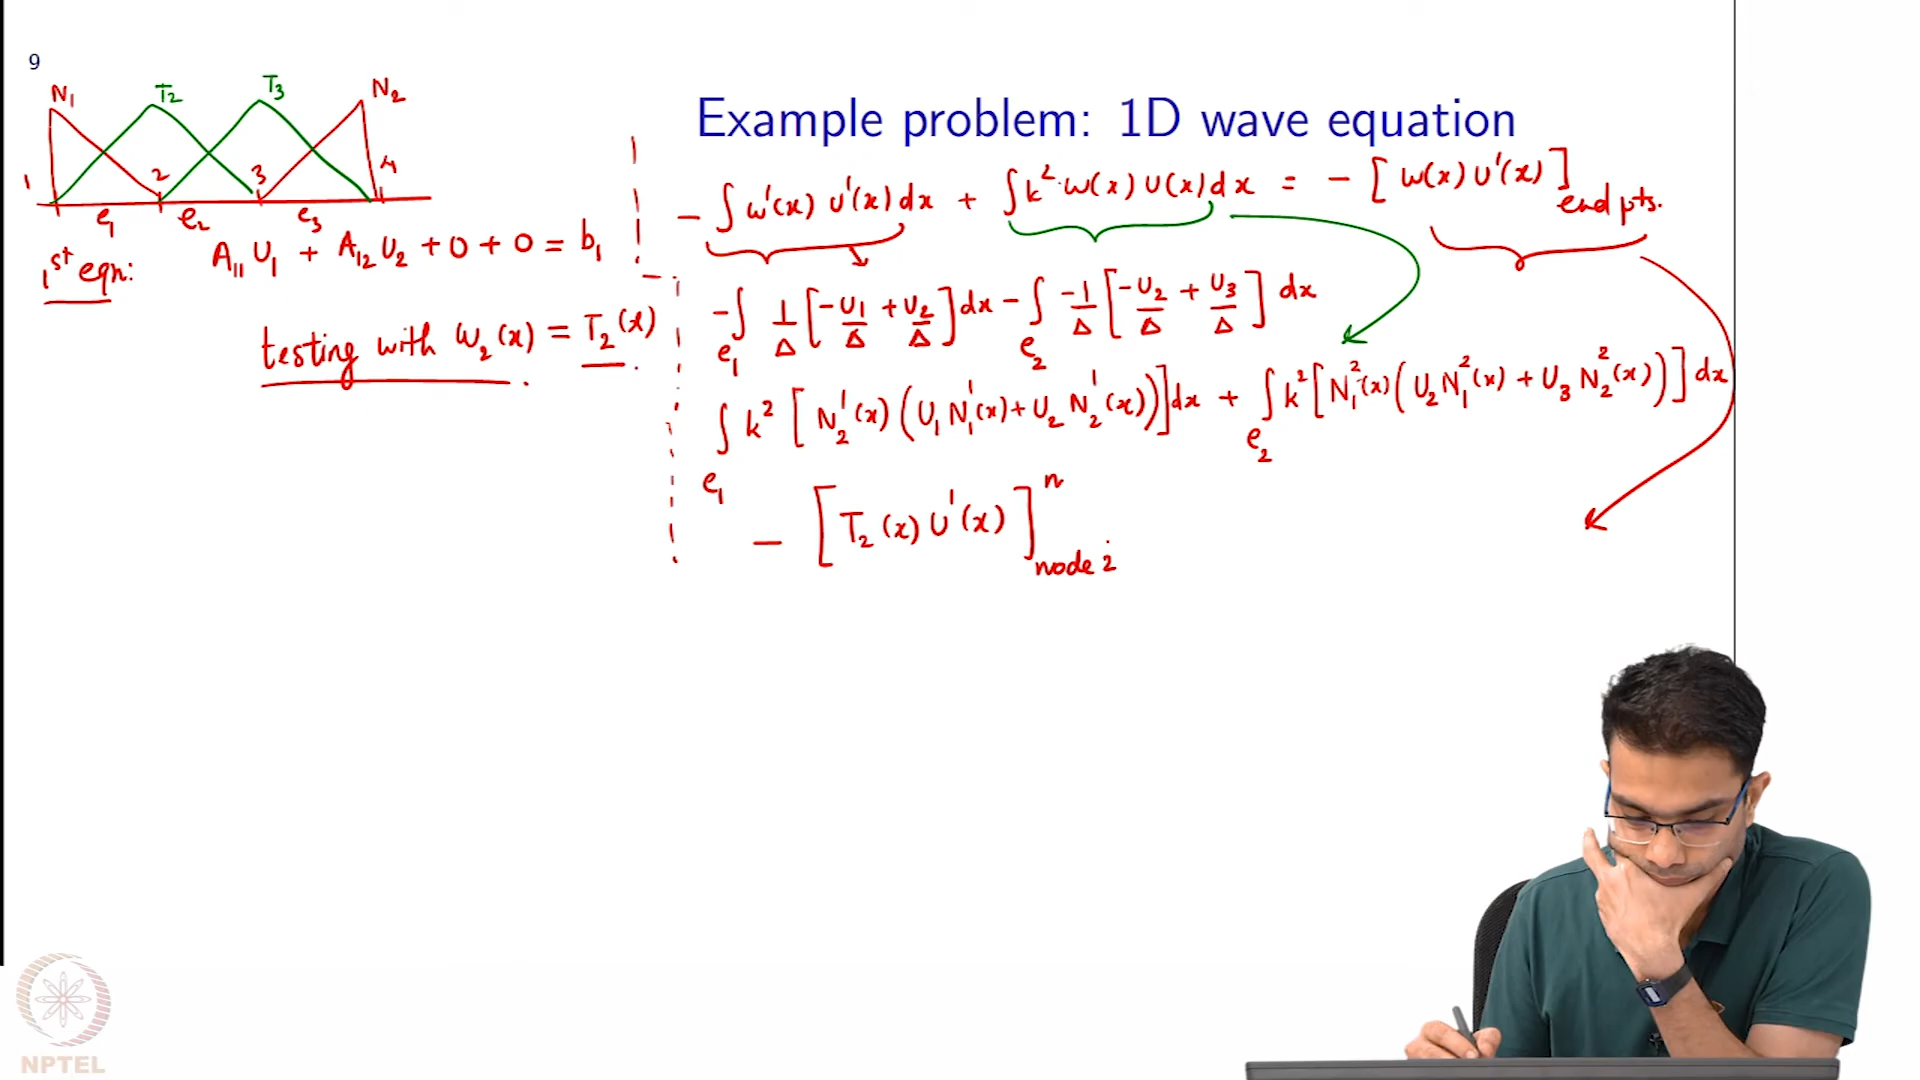 9
Example problem: 1D wave equation
N₁ T₂ T₃ N₂
1 2 3 4
e₁ e₂ e₃
1st eqn: A₁₁ U₁ + A₁₂ U₂ + 0 + 0 = b₁
testing with W₂(x) = T₂(x)
- ∫ w'(x) U'(x) dx + ∫ k² w(x) U(x) dx = - [ w(x) U'(x) ] end pts.
- ∫ e₁ 1/Δ [ -U₁/Δ + U₂/Δ ] dx - ∫ e₂ -1/Δ [ -U₂/Δ + U₃/Δ ] dx
∫ e₁ k² [ N₂¹(x) ( U₁ N₁¹(x) + U₂ N₂¹(x) ) ] dx + ∫ e₂ k² [ N₁²(x) ( U₂ N₁²(x) + U₃ N₂²(x) ) ] dx
- [ T₂(x) U'(x) ] n node i
NPTEL